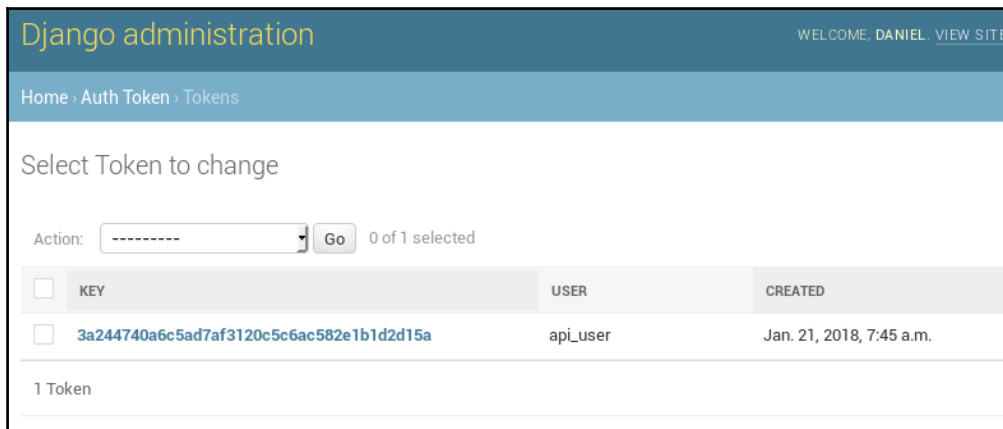 Django administration
WELCOME, DANIEL. VIEW SITE
Home › Auth Token › Tokens
Select Token to change
Action: --------- Go 0 of 1 selected
KEY USER CREATED
3a244740a6c5ad7af3120c5c6ac582e1b1d2d15a api_user Jan. 21, 2018, 7:45 a.m.
1 Token